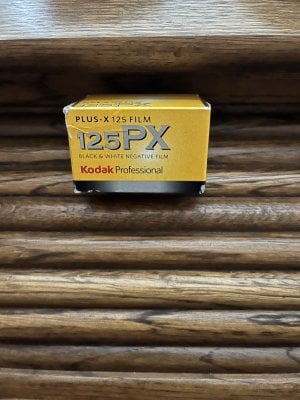 PLUS-X 125 FILM
125PX
BLACK & WHITE NEGATIVE FILM
Kodak Professional